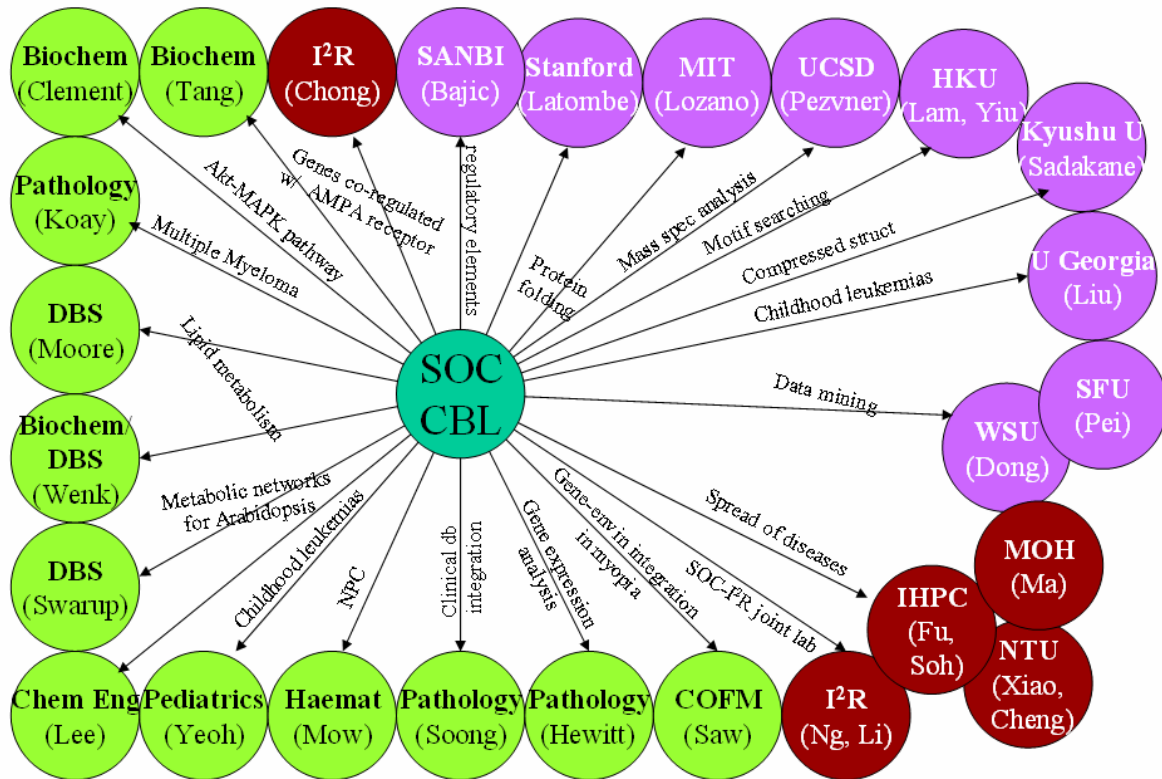 Biochem
(Clement)
Biochem
(Tang)
I²R
(Chong)
SANBI
(Bajic)
Stanford
(Latombe)
MIT
(Lozano)
UCSD
(Pezvner)
HKU
(Lam, Yiu)
Kyushu U
(Sadakane)
U Georgia
(Liu)
SFU
(Pei)
WSU
(Dong)
MOH
(Ma)
IHPC
(Fu,
Soh)
NTU
(Xiao,
Cheng)
I²R
(Ng, Li)
COFM
(Saw)
Pathology
(Hewitt)
Pathology
(Soong)
Haemat
(Mow)
Pediatrics
(Yeoh)
Chem Eng
(Lee)
DBS
(Swarup)
Biochem/
DBS
(Wenk)
DBS
(Moore)
Pathology
(Koay)
SOC
CBL
Akt-MAPK pathway
Genes co-regulated
w/ AMPA receptor
regulatory elements
Protein
folding
Mass spec analysis
Motif searching
Compressed struct
Childhood leukemias
Data mining
Spread of diseases
SOC-I²R joint lab
Gene-env in integration
in myopia
Gene expression
analysis
Clinical db
integration
NPC
Childhood leukemias
Metabolic networks
for Arabidopsis
Lipid metabolism
Multiple Myeloma